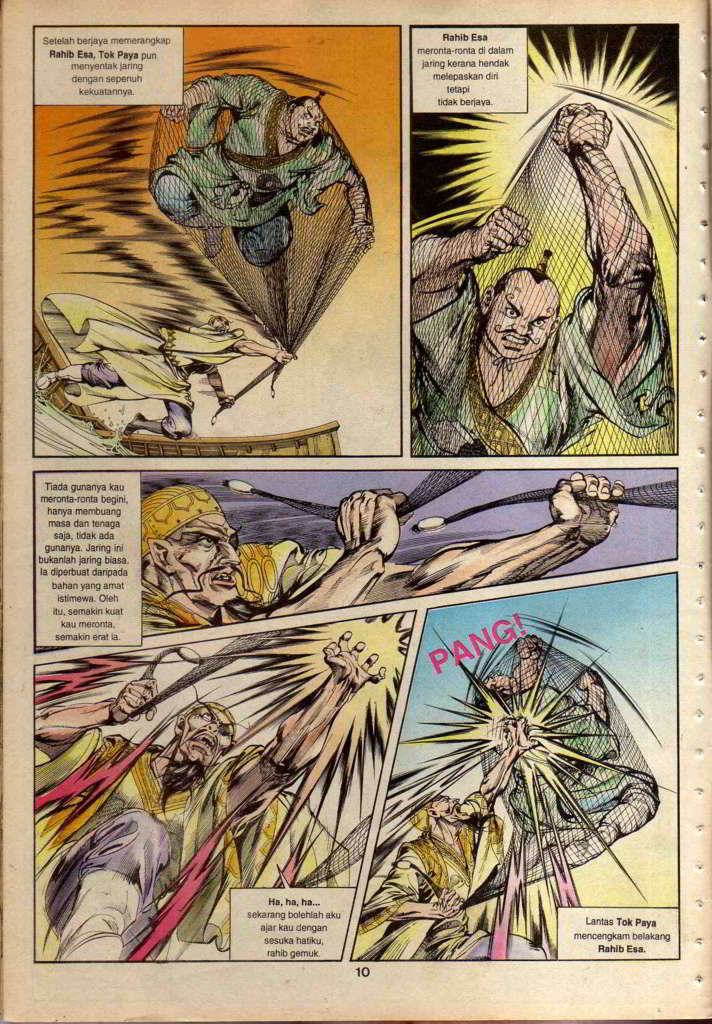 Setelah berjaya memerangkap
Rahib Esa, Tok Paya pun
menyentak jaring
dengan sepenuh
kekuatannya.
Rahib Esa
meronta-ronta di dalam
jaring kerana hendak
melepaskan diri
tetapi
tidak berjaya.
Tiada gunanya kau
meronta-ronta begini,
hanya membuang
masa dan tenaga
saja, tidak ada
gunanya. Jaring ini
bukanlah jaring biasa.
Ia diperbuat daripada
bahan yang amat
istimewa. Oleh
itu, semakin kuat
kau meronta,
semakin erat ia.
Ha, ha, ha...
sekarang bolehlah aku
ajar kau dengan
sesuka hatiku,
rahib gemuk.
PANG!
Lantas Tok Paya
mencengkam belakang
Rahib Esa.
10